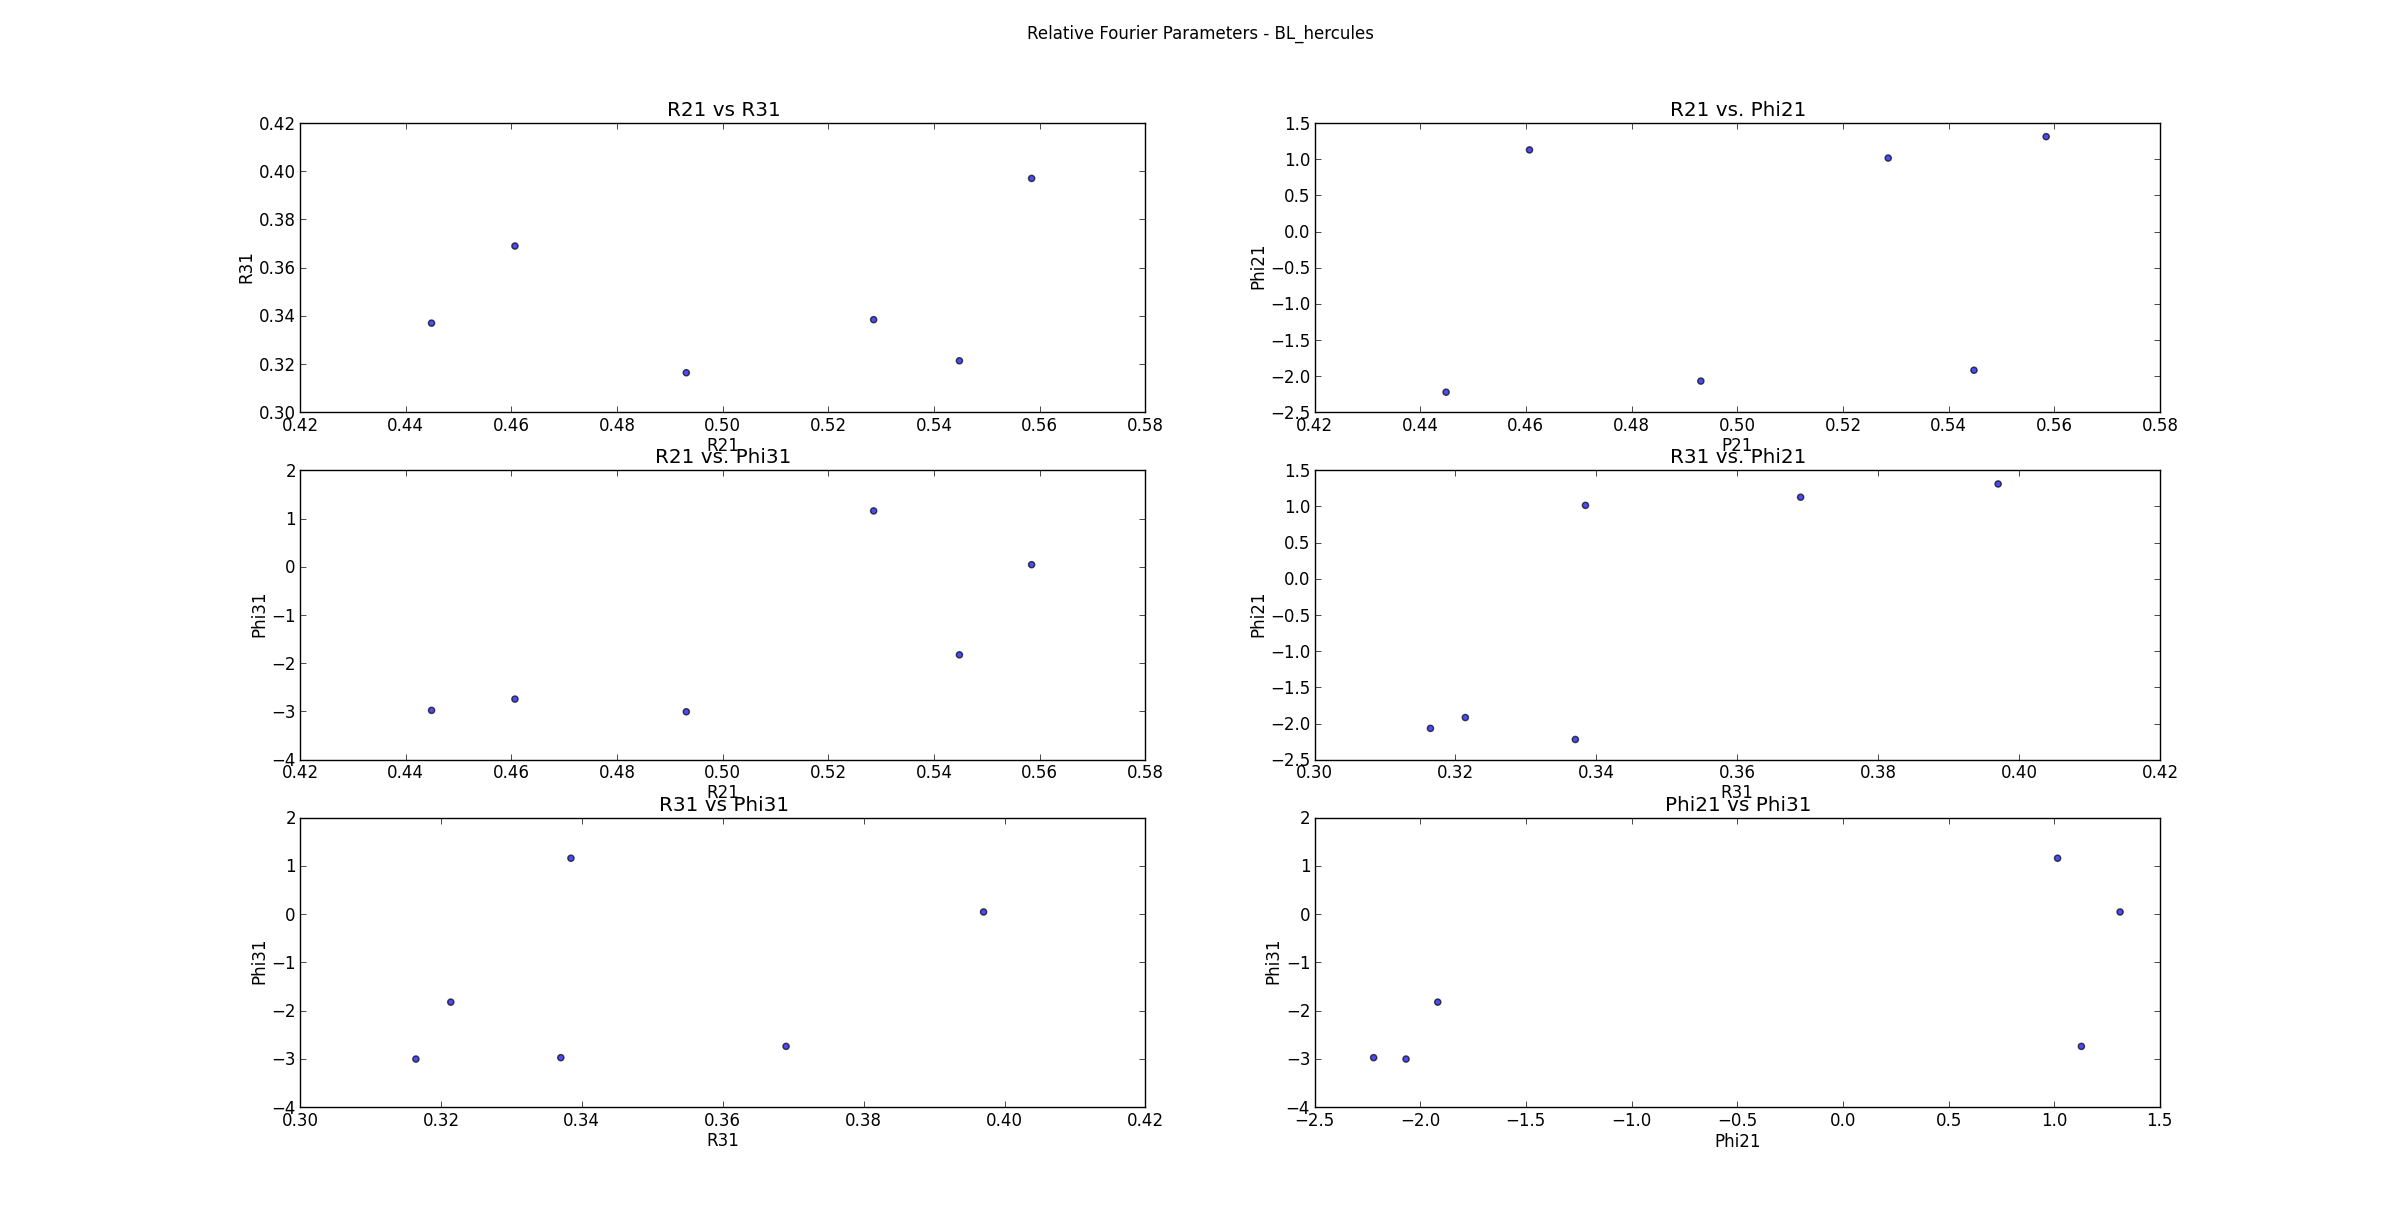 Relative Fourier Parameters - BL_hercules
R21 vs R31
0.42
0.40
0.38
0.36
0.34
0.32
0.30
R31
0.42 0.44 0.46 0.48 0.50 0.52 0.54 0.56 0.58
R21
R21 vs. Phi21
1.5
1.0
0.5
0.0
−0.5
−1.0
−1.5
−2.0
−2.5
Phi21
0.42 0.44 0.46 0.48 0.50 0.52 0.54 0.56 0.58
P21
R21 vs. Phi31
2
1
0
−1
−2
−3
−4
Phi31
0.42 0.44 0.46 0.48 0.50 0.52 0.54 0.56 0.58
R21
R31 vs. Phi21
1.5
1.0
0.5
0.0
−0.5
−1.0
−1.5
−2.0
−2.5
Phi21
0.30 0.32 0.34 0.36 0.38 0.40 0.42
R31
R31 vs Phi31
2
1
0
−1
−2
−3
−4
Phi31
0.30 0.32 0.34 0.36 0.38 0.40 0.42
R31
Phi21 vs Phi31
2
1
0
−1
−2
−3
−4
Phi31
−2.5 −2.0 −1.5 −1.0 −0.5 0.0 0.5 1.0 1.5
Phi21